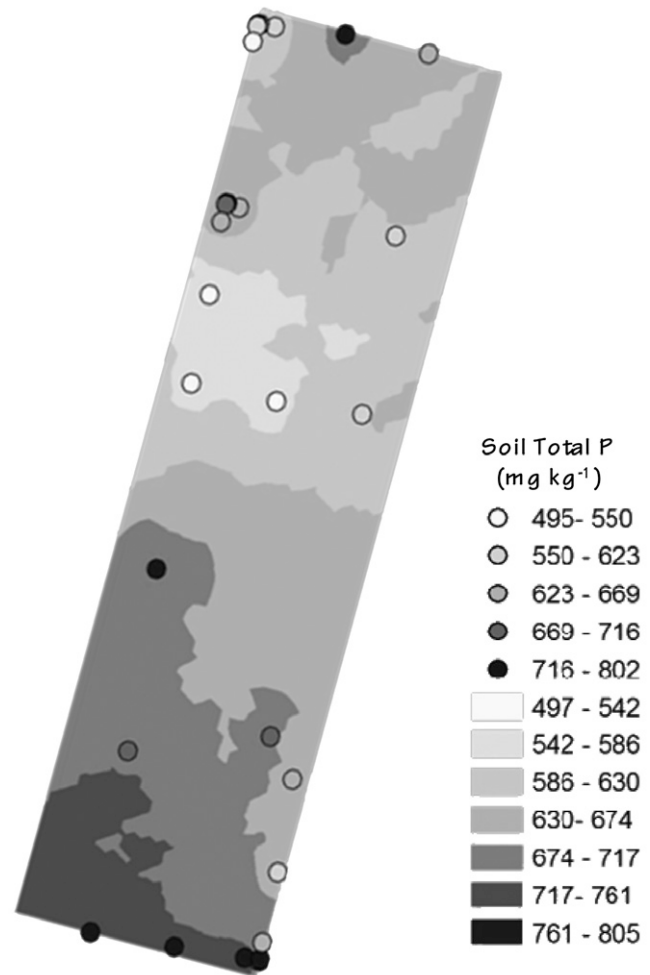 Soil Total P
(mg kg-1)
495- 550
550 - 623
623 - 669
669 - 716
716 - 802
497 - 542
542 - 586
586 - 630
630- 674
674 - 717
717 - 761
761 - 805